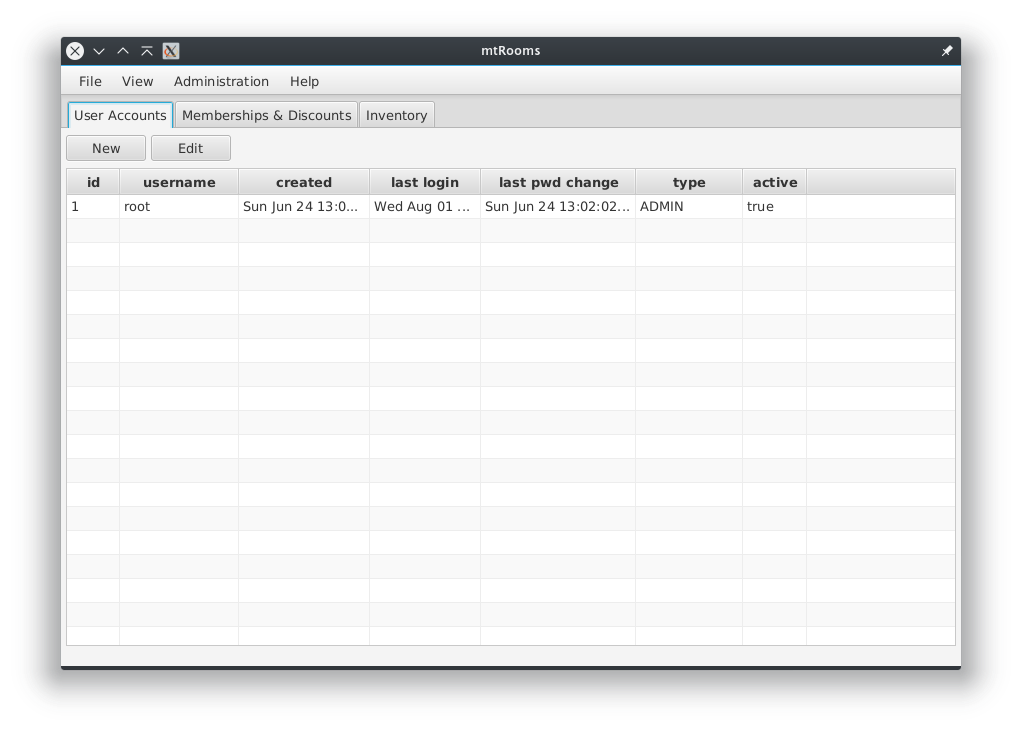 mtRooms
File View Administration Help
User Accounts Memberships & Discounts Inventory
New Edit
id username created last login last pwd change type active
1 root Sun Jun 24 13:0... Wed Aug 01 ... Sun Jun 24 13:02:02... ADMIN true